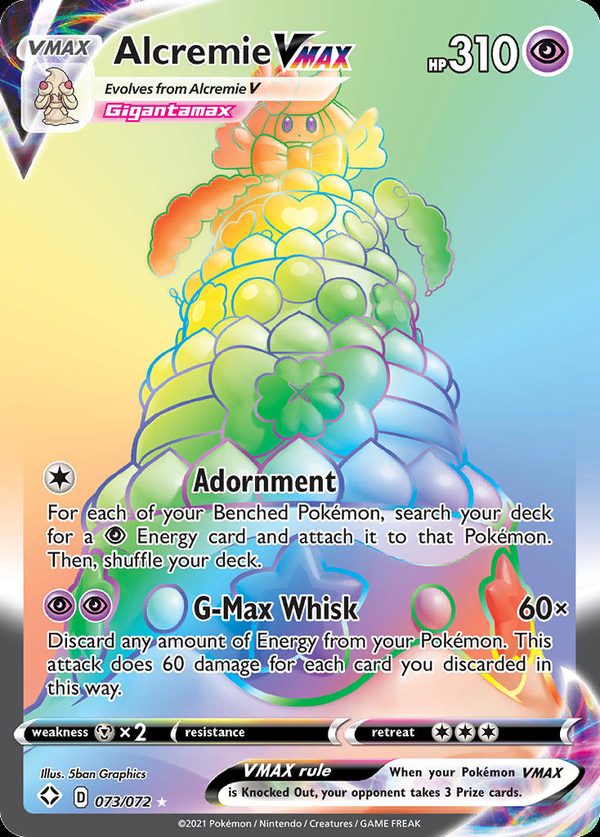 VMAX
Alcremie VMAX
HP 310
Evolves from Alcremie V
Gigantamax
Adornment
For each of your Benched Pokémon, search your deck
for a Energy card and attach it to that Pokémon.
Then, shuffle your deck.
G-Max Whisk 60×
Discard any amount of Energy from your Pokémon. This
attack does 60 damage for each card you discarded in
this way.
weakness ×2 resistance retreat
Illus. 5ban Graphics
VMAX rule When your Pokémon VMAX
is Knocked Out, your opponent takes 3 Prize cards.
D 073/072
©2021 Pokémon / Nintendo / Creatures / GAME FREAK